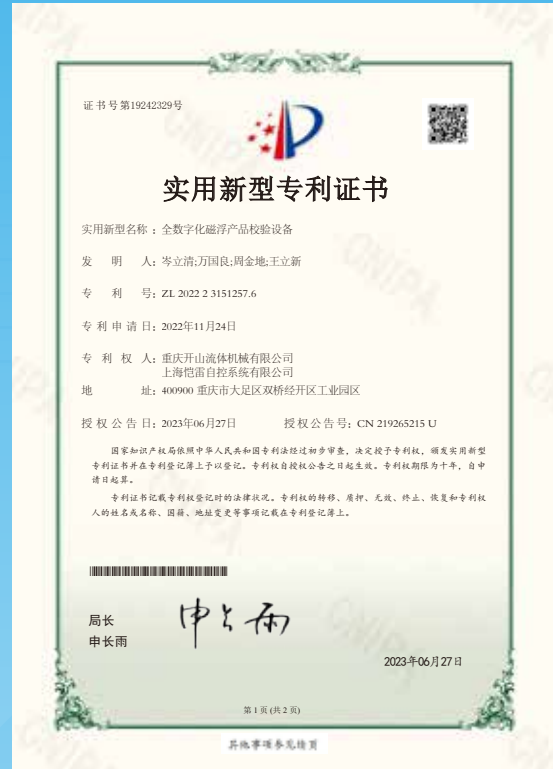 证书号第19242329号
实用新型专利证书
实用新型名称：全数字化磁浮产品校验设备
发明人：岑立清;万国良;周金地;王立新
专利号：ZL 2022 2 3151257.6
专利申请日：2022年11月24日
专利权人：重庆开山流体机械有限公司
上海恺雷自控系统有限公司
地址：400900 重庆市大足区双桥经开区工业园区
授权公告日：2023年06月27日 授权公告号：CN 219265215 U
国家知识产权局依照中华人民共和国专利法经过初步审查，决定授予专利权，颁发实用新型
专利证书并在专利登记簿上予以登记。专利权自授权公告之日起生效。专利权期限为十年，自申
请日起算。
专利证书记载专利权登记时的法律状况。专利权的转移、质押、无效、终止、恢复和专利权
人的姓名或名称、国籍、地址变更等事项记载在专利登记簿上。
局长
申长雨
申长雨
2023年06月27日
第1页(共2页)
其他事项参见续页
CNIPA